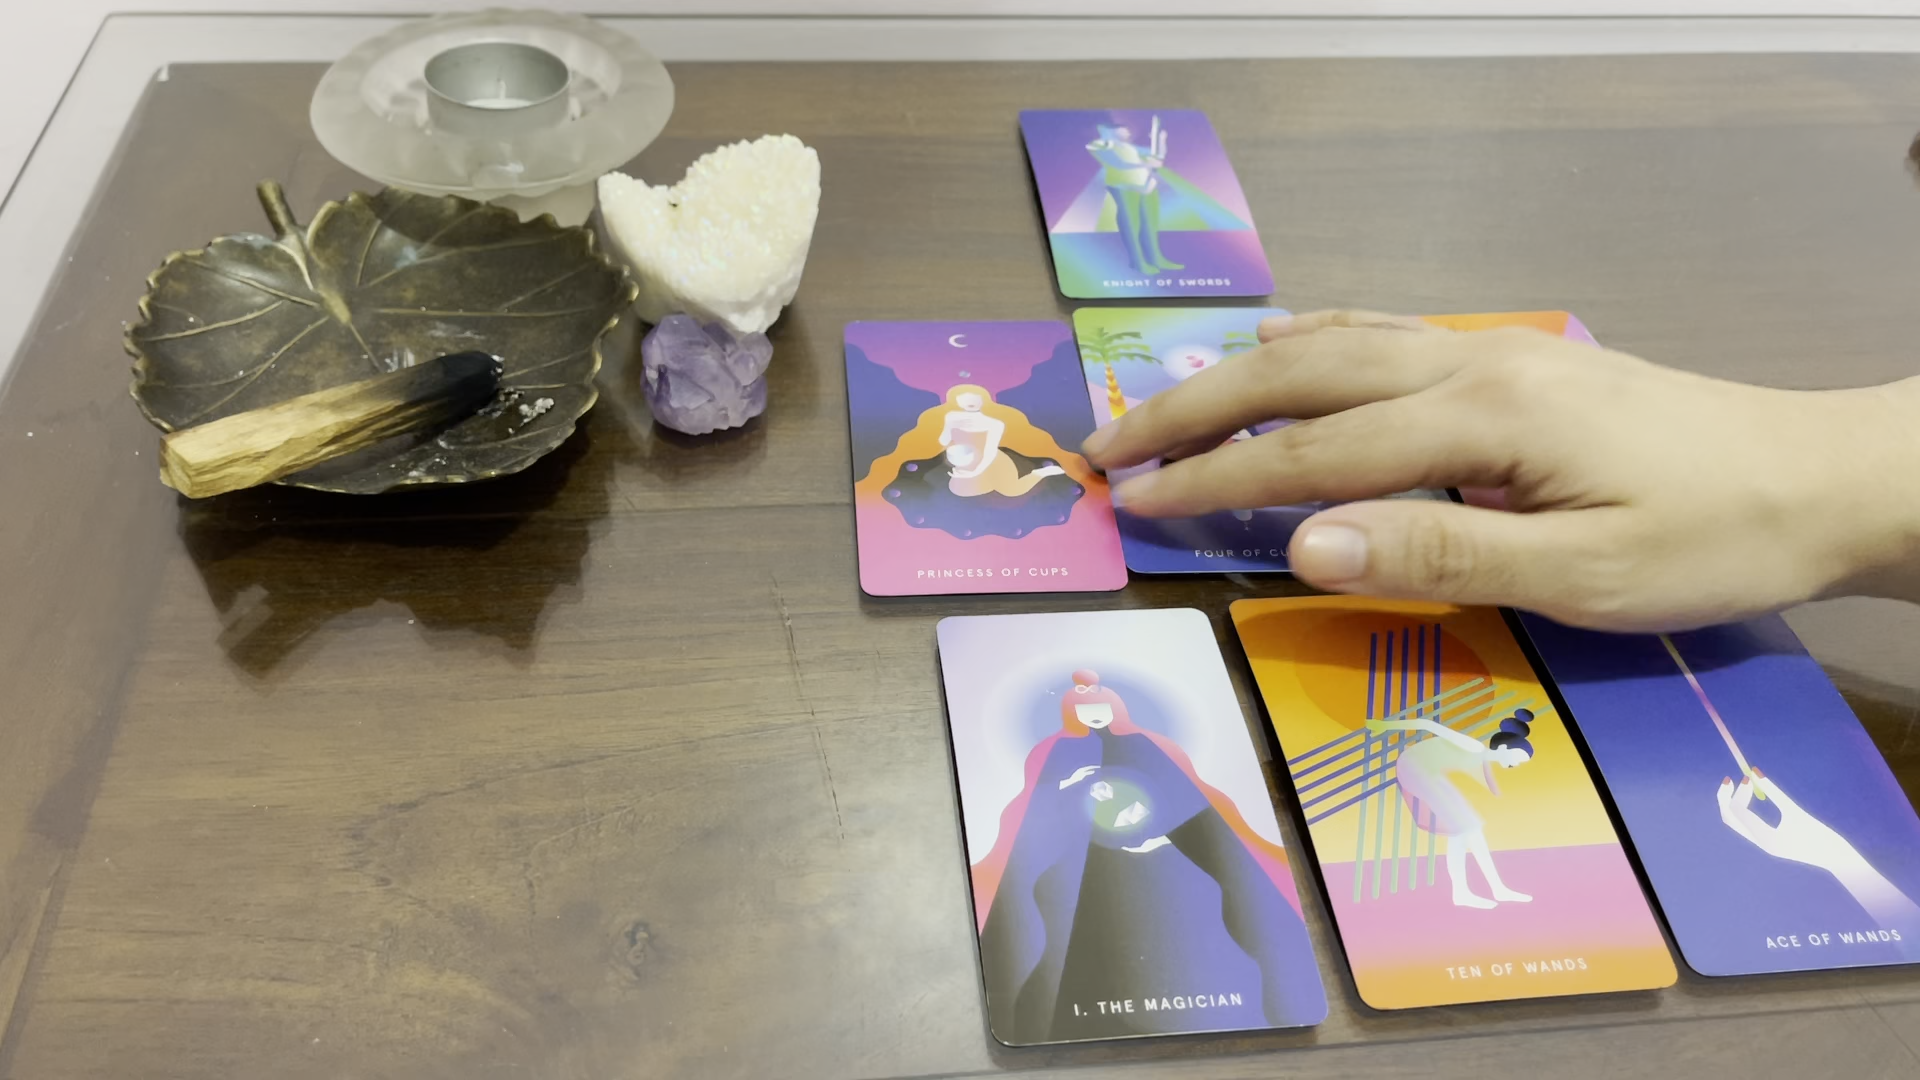 KNIGHT OF SWORDS
PRINCESS OF CUPS
FOUR OF CU
I. THE MAGICIAN
TEN OF WANDS
ACE OF WANDS